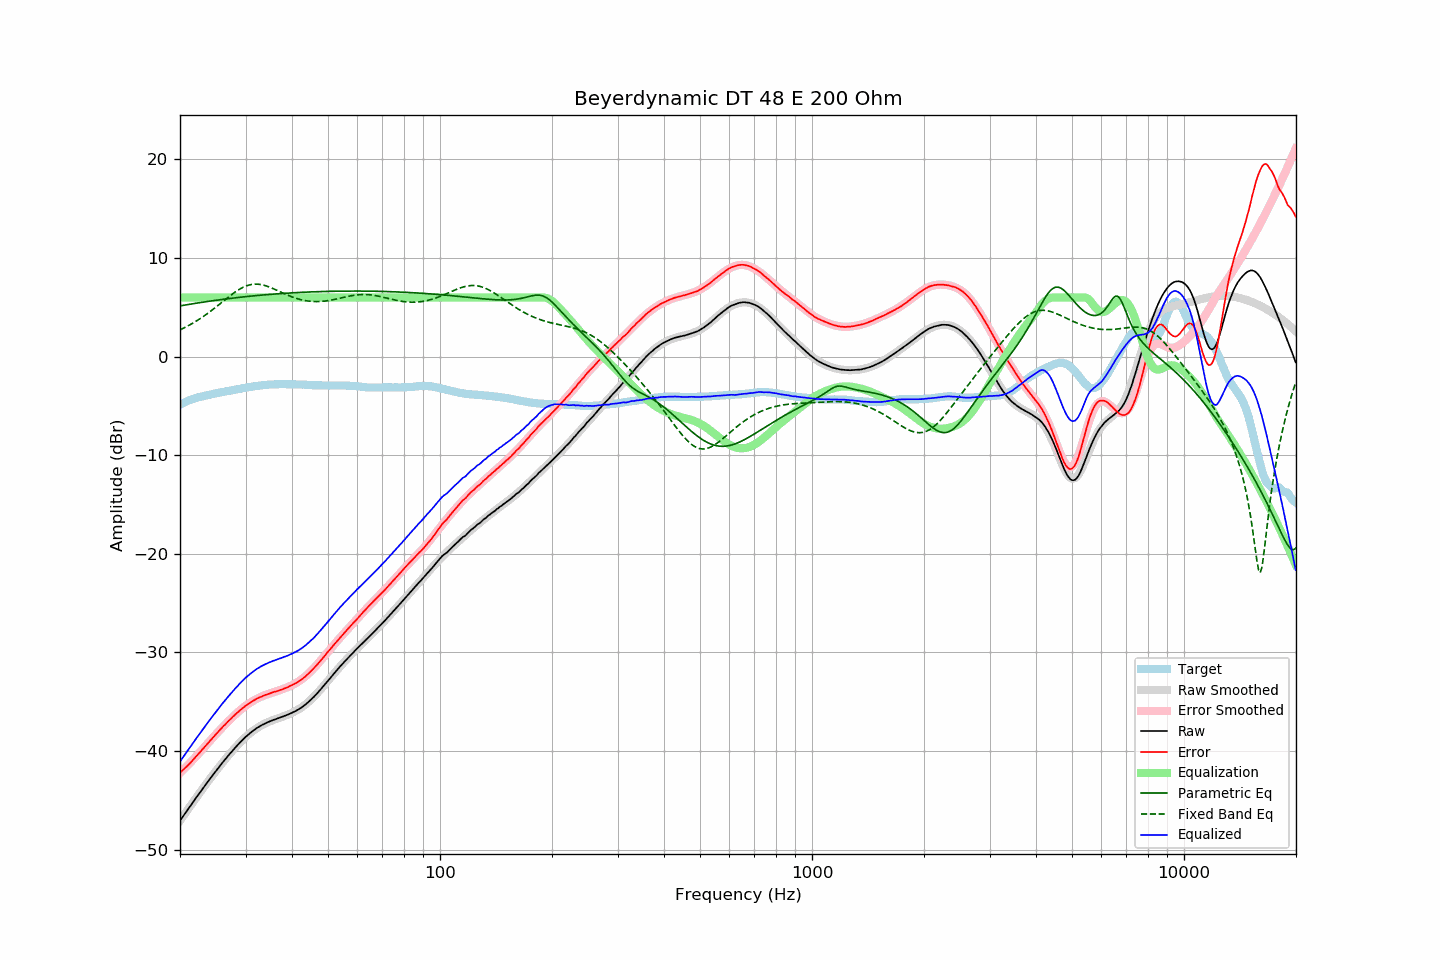 Beyerdynamic DT 48 E 200 Ohm
20
10
0
−10
−20
−30
−40
−50
Amplitude (dBr)
100
1000
10000
Frequency (Hz)
Target
Raw Smoothed
Error Smoothed
Raw
Error
Equalization
Parametric Eq
Fixed Band Eq
Equalized